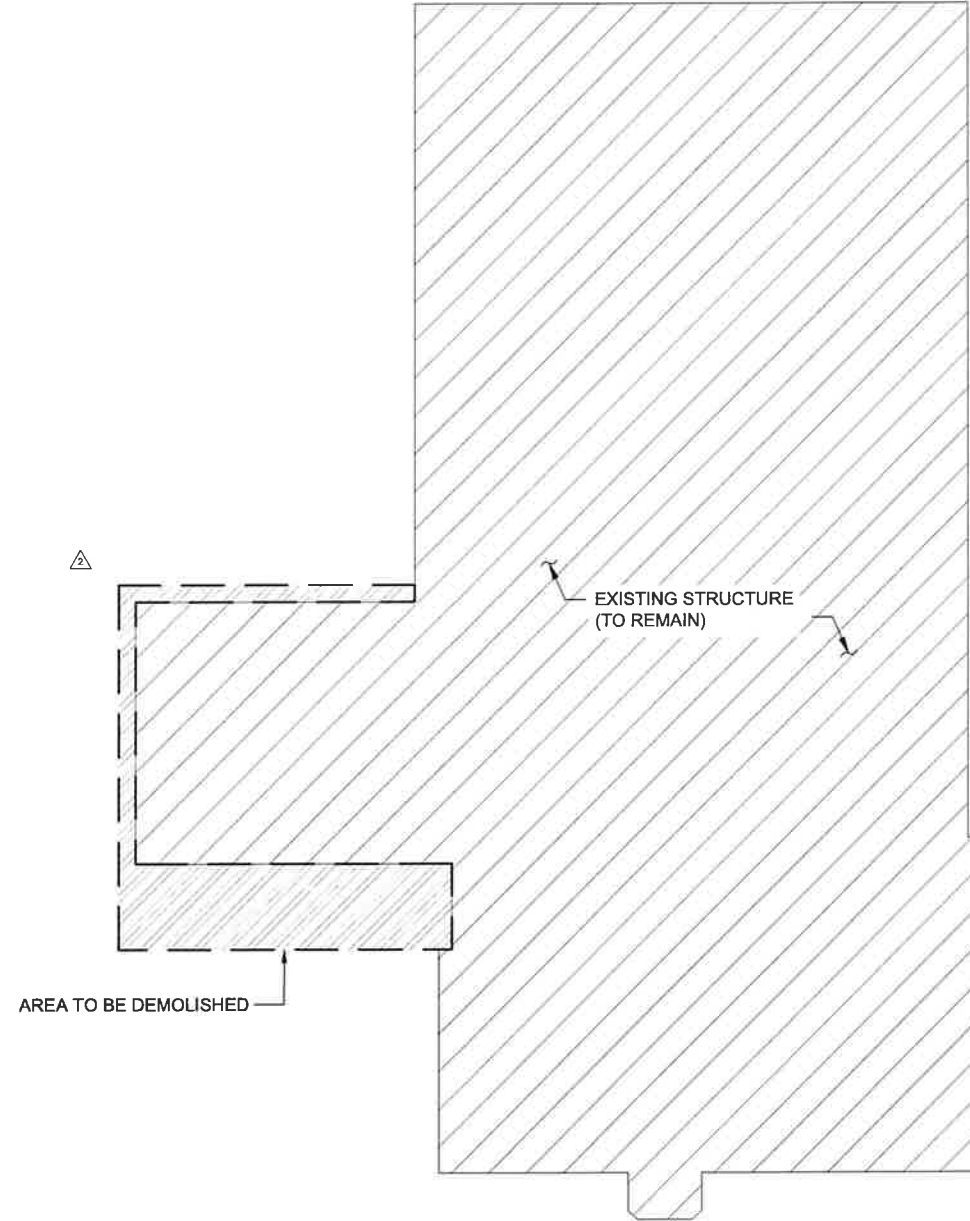 2
EXISTING STRUCTURE
(TO REMAIN)
AREA TO BE DEMOLISHED